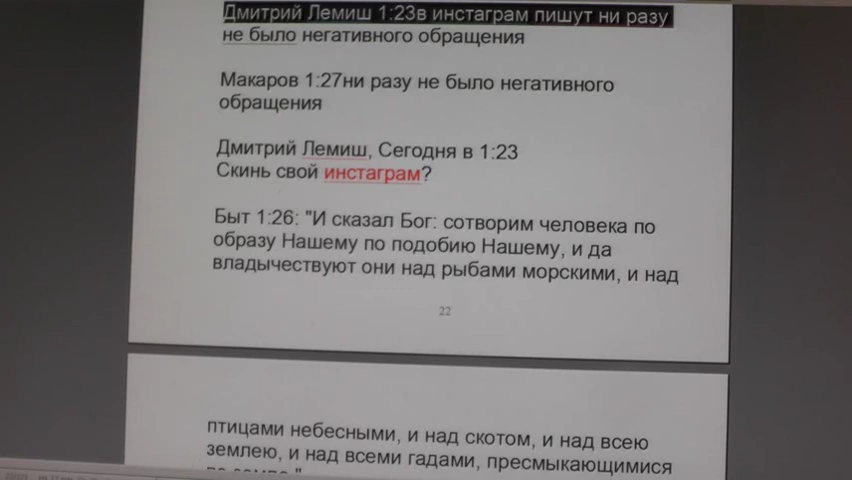 Дмитрий Лемиш 1:23в инстаграм пишут ни разу
не было негативного обращения
Макаров 1:27ни разу не было негативного
обращения
Дмитрий Лемиш, Сегодня в 1:23
Скинь свой инстаграм?
Быт 1:26: "И сказал Бог: сотворим человека по
образу Нашему по подобию Нашему, и да
владычествуют они над рыбами морскими, и над
22
птицами небесными, и над скотом, и над всею
землею, и над всеми гадами, пресмыкающимися